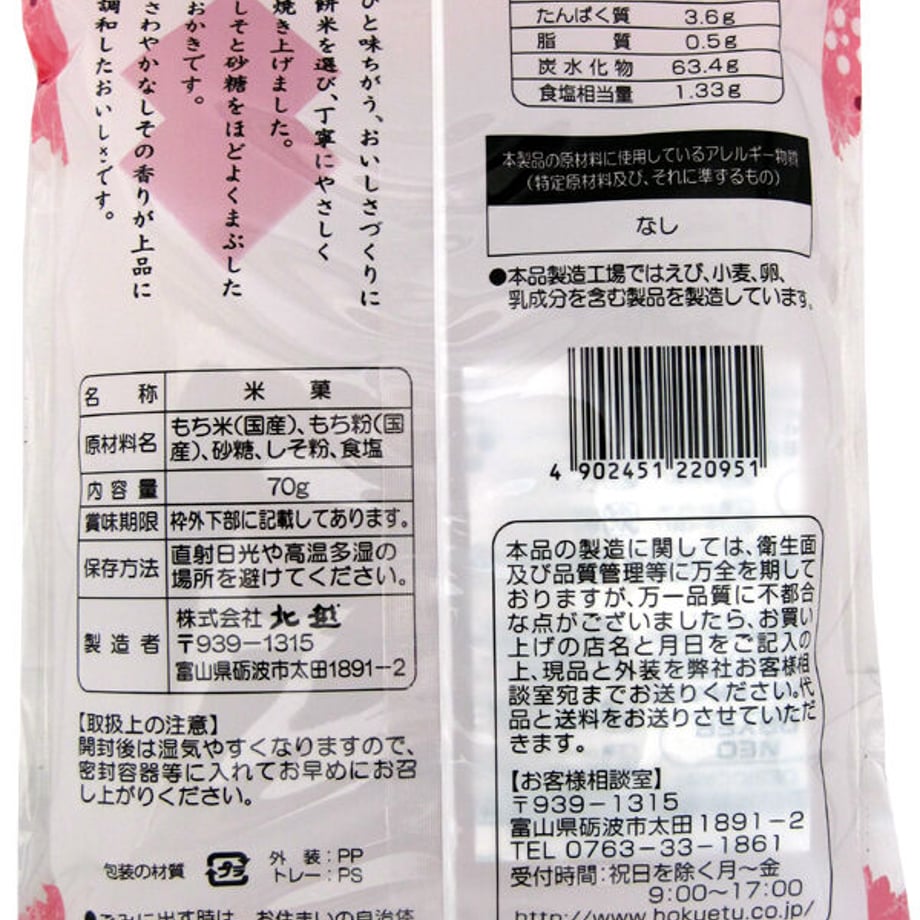 ひと味ちがう、おいしさづくりに
餅米を選び、丁寧にやさしく
焼き上げました。
しそと砂糖をほどよくまぶした
おかきです。
さわやかなしその香りが上品に
調和したおいしさです。
名称 米菓
原材料名 もち米(国産)、もち粉(国
産)、砂糖、しそ粉、食塩
内容量 70g
賞味期限 枠外下部に記載してあります。
保存方法 直射日光や高温多湿の
場所を避けてください。
製造者 株式会社 北越
〒939-1315
富山県砺波市太田1891-2
【取扱上の注意】
開封後は湿気やすくなりますので、
密封容器等に入れてお早めにお召
し上がりください。
包装の材質 プラ 外装:PP
トレー:PS
●ごみに出す時は、お住まいの自治体
たんぱく質 3.6g
脂質 0.5g
炭水化物 63.4g
食塩相当量 1.33g
本製品の原材料に使用しているアレルギー物質
(特定原材料及び、それに準ずるもの)
なし
●本品製造工場ではえび、小麦、卵、
乳成分を含む製品を製造しています。
4 902451 220951
本品の製造に関しては、衛生面
及び品質管理等に万全を期して
おりますが、万一品質に不都合
な点がございましたら、お買い
上げの店名と月日をご記入の
上、現品と外装を弊社お客様相
談室宛までお送りください。代
品と送料をお送りさせていただ
きます。
【お客様相談室】
〒939-1315
富山県砺波市太田1891-2
TEL 0763-33-1861
受付時間:祝日を除く月~金
9:00~17:00
http://www.hokuetu.co.jp/